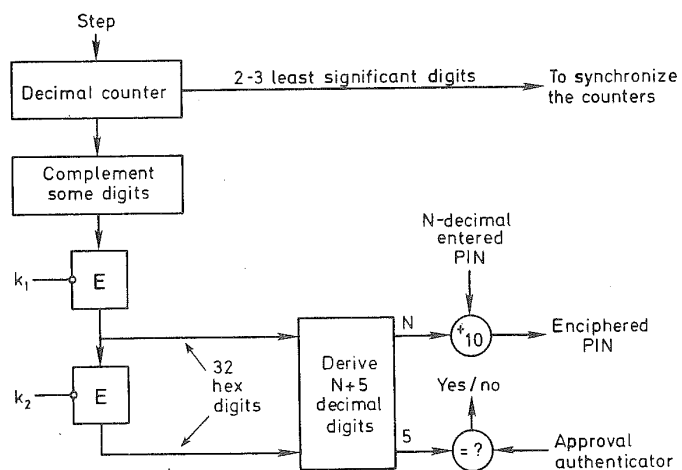 Step
Decimal counter
2-3 least significant digits
To synchronize
the counters
Complement
some digits
k₁
E
N-decimal
entered
PIN
N
+10
Enciphered
PIN
k₂
E
32
hex
digits
Derive
N+5
decimal
digits
Yes/no
5
= ?
Approval
authenticator